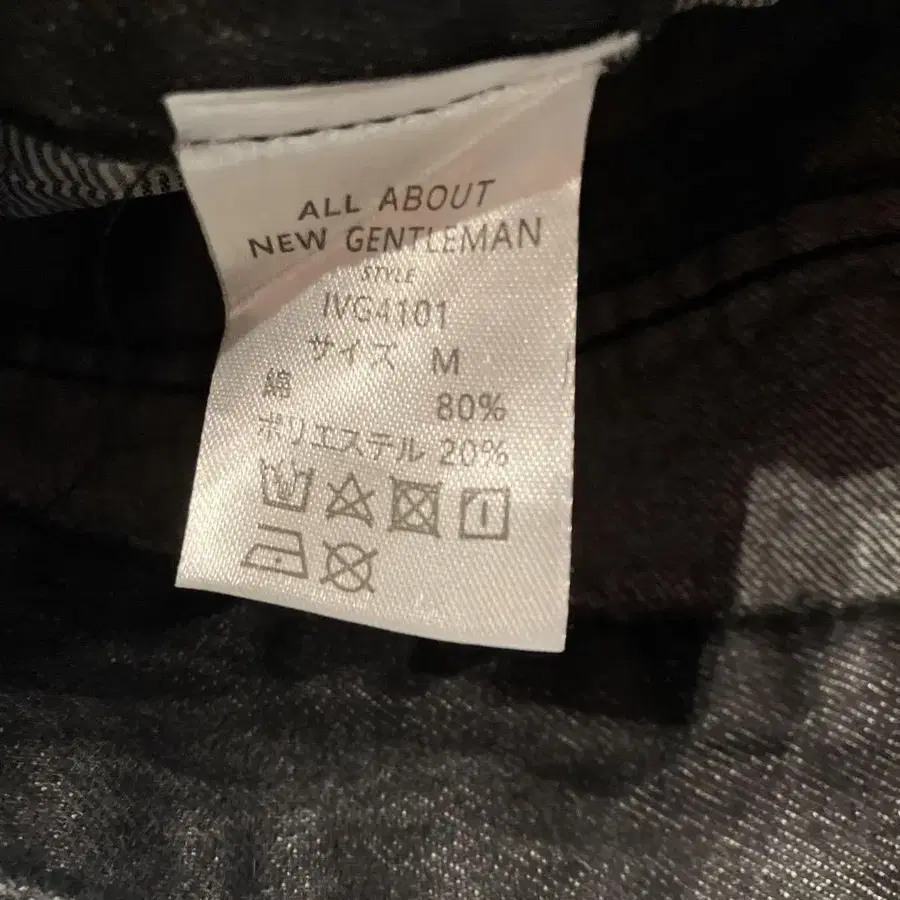 ALL ABOUT
NEW GENTLEMAN
STYLE
IVG4101
サイズ M
綿 80%
ポリエステル 20%